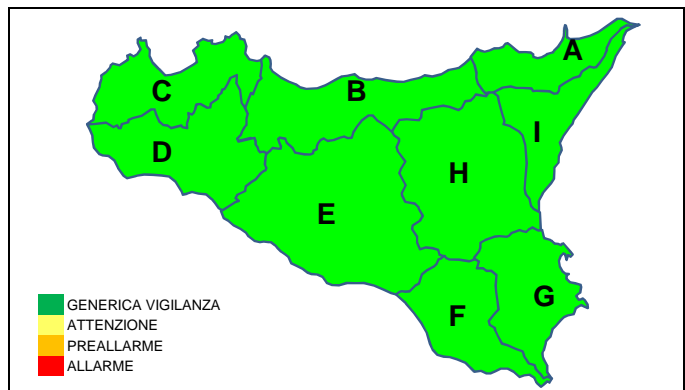 A
B
C
I
D
H
E
G
F
GENERICA VIGILANZA
ATTENZIONE
PREALLARME
ALLARME